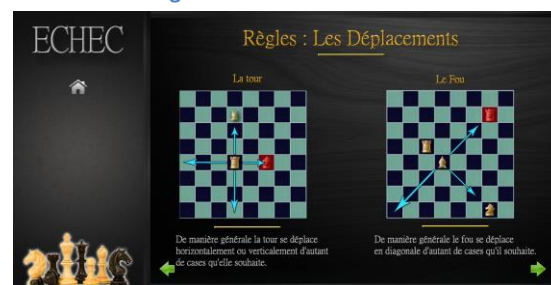 ECHEC
Règles : Les Déplacements
La tour
Le Fou
De manière générale la tour se déplace
horizontalement ou verticalement d'autant
de cases qu'elle souhaite.
De manière générale le fou se déplace
en diagonale d'autant de cases qu'il souhaite.